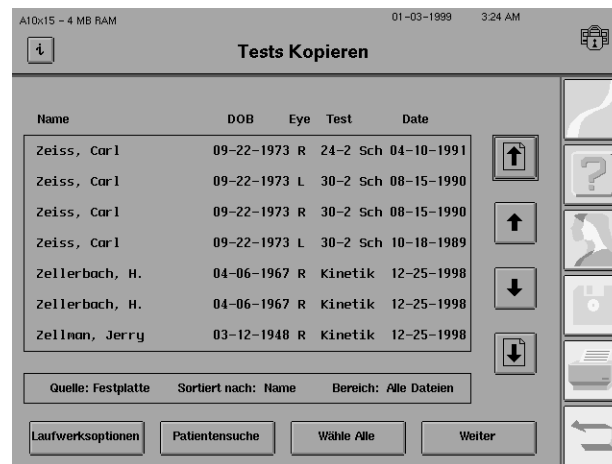 A10x15 – 4 MB RAM 01-03-1999 3:24 AM
i Tests Kopieren
Name DOB Eye Test Date
Zeiss, Carl 09-22-1973 R 24-2 Sch 04-10-1991
Zeiss, Carl 09-22-1973 L 30-2 Sch 08-15-1990
Zeiss, Carl 09-22-1973 R 30-2 Sch 08-15-1990
Zeiss, Carl 09-22-1973 L 30-2 Sch 10-18-1989
Zellerbach, H. 04-06-1967 R Kinetik 12-25-1998
Zellerbach, H. 04-06-1967 R Kinetik 12-25-1998
Zellman, Jerry 03-12-1948 R Kinetik 12-25-1998
Quelle: Festplatte Sortiert nach: Name Bereich: Alle Dateien
Laufwerksoptionen Patientensuche Wähle Alle Weiter